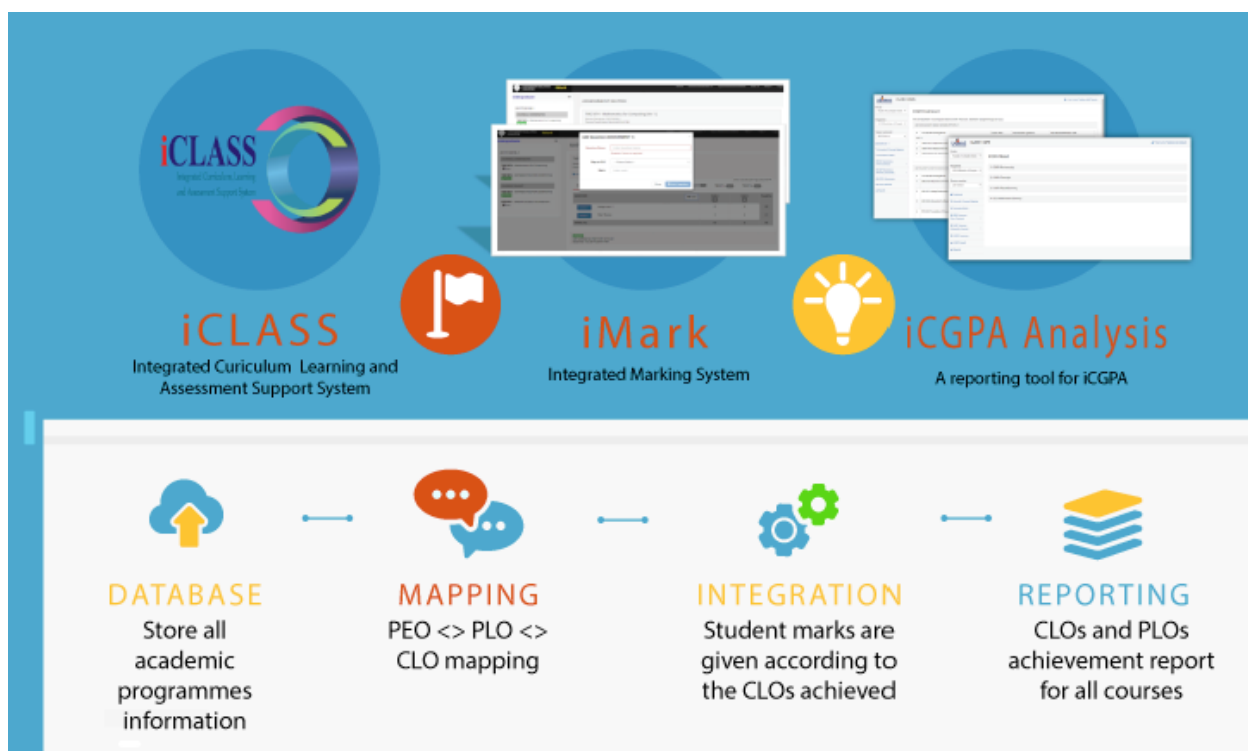 iCLASS
Integrated Curriculum Learning
and Assessment Support System
iCLASS
Integrated Curiculum Learning and
Assessment Support System
iMark
Integrated Marking System
iCGPA Analysis
A reporting tool for iCGPA
DATABASE
Store all
academic
programmes
information
MAPPING
PEO <> PLO <>
CLO mapping
INTEGRATION
Student marks are
given according to
the CLOs achieved
REPORTING
CLOs and PLOs
achievement report
for all courses